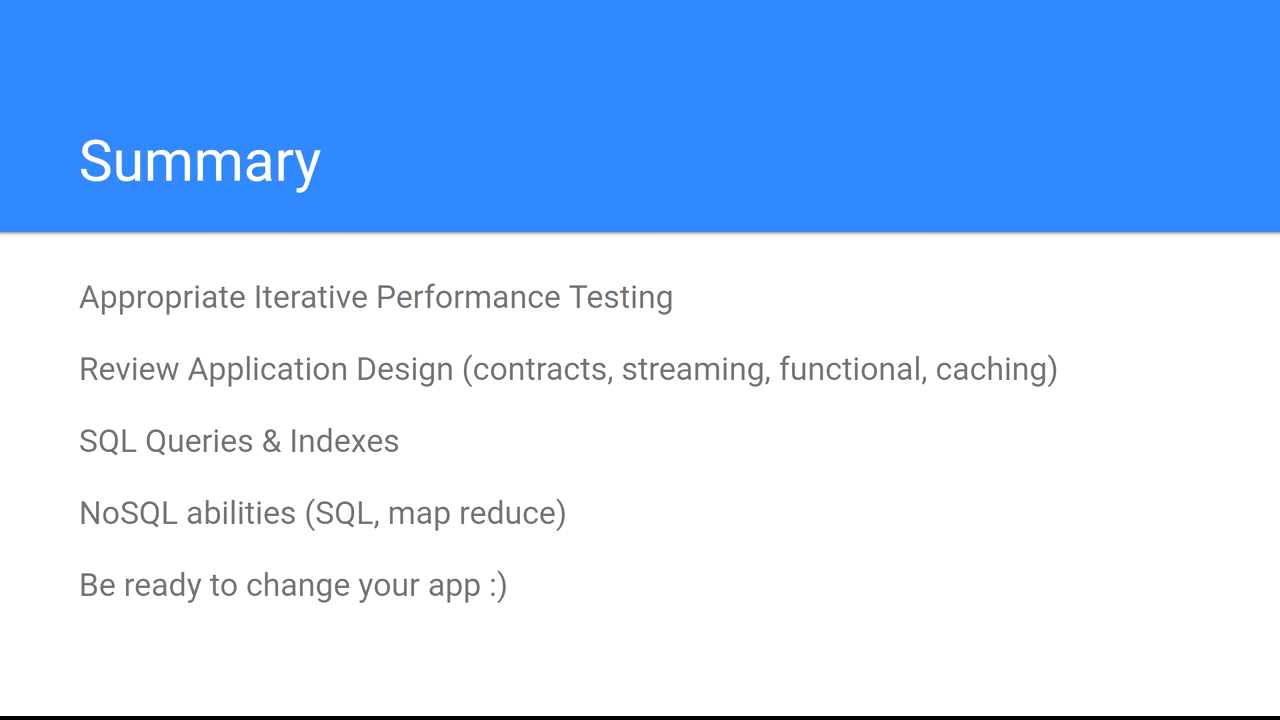 Summary
Appropriate Iterative Performance Testing
Review Application Design (contracts, streaming, functional, caching)
SQL Queries & Indexes
NoSQL abilities (SQL, map reduce)
Be ready to change your app :)